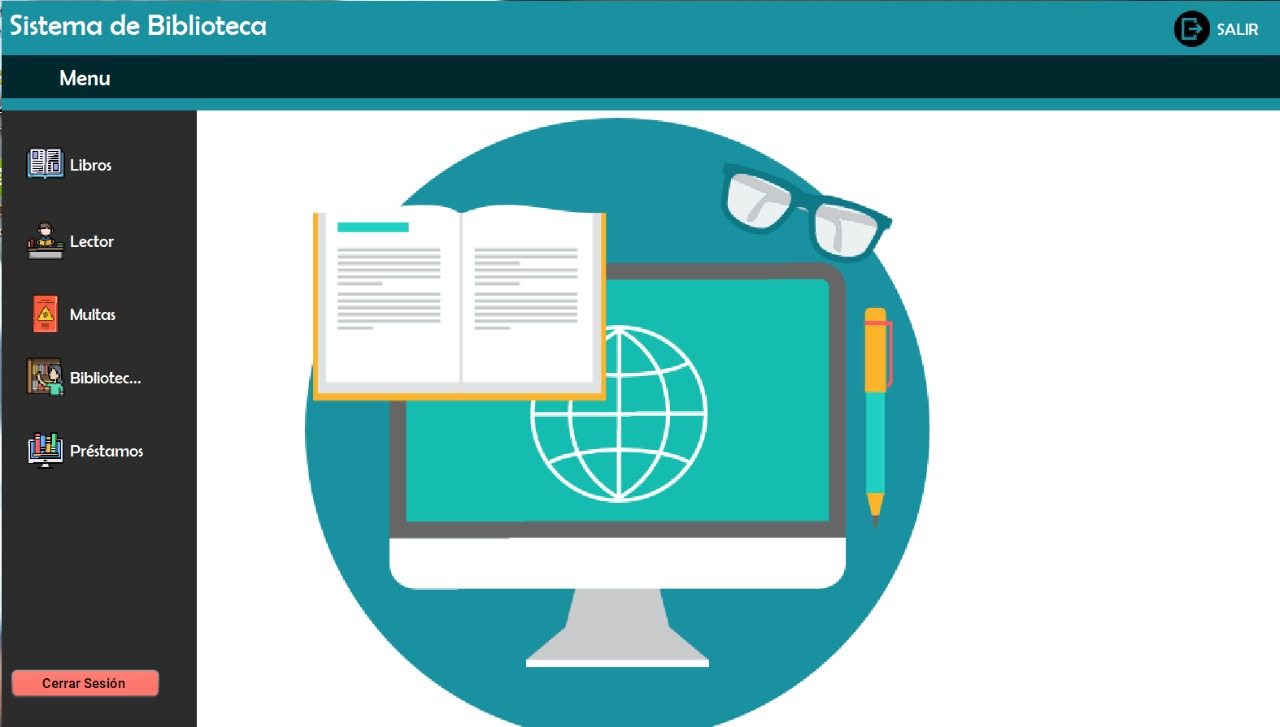 Sistema de Biblioteca
SALIR
Menu
Libros
Lector
Multas
Bibliotec...
Préstamos
Cerrar Sesión